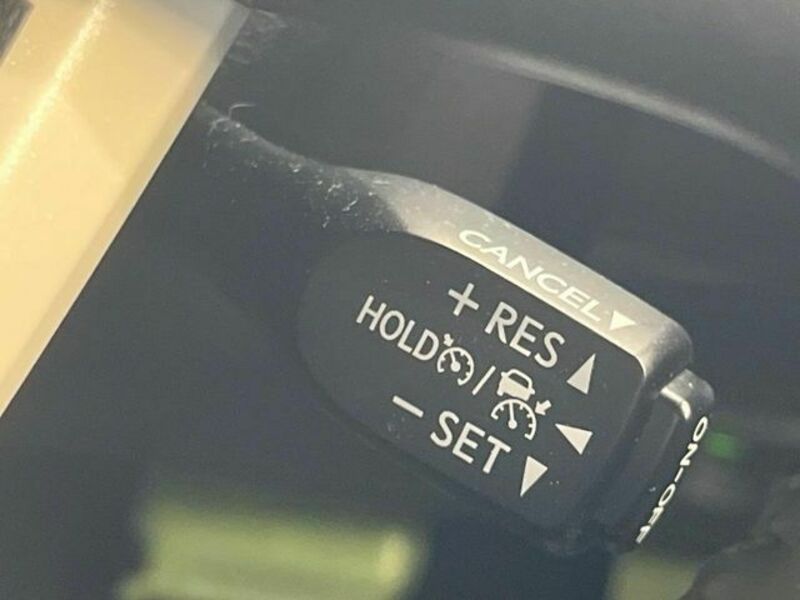 CANCEL▼
+ RES ▲
HOLD / ◀
− SET ▼
ON-OFF